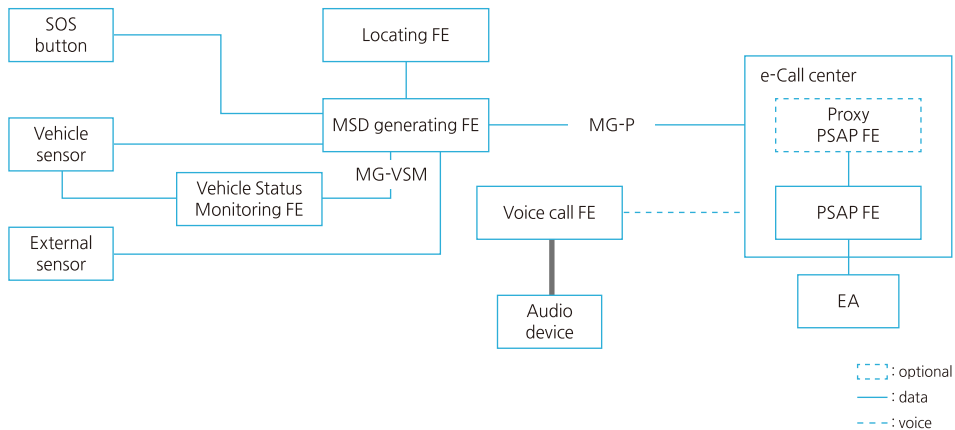 SOS
button
Locating FE
e-Call center
Vehicle
sensor
MSD generating FE
MG-P
Proxy
PSAP FE
MG-VSM
Vehicle Status
Monitoring FE
Voice call FE
PSAP FE
External
sensor
Audio
device
EA
: optional
: data
: voice